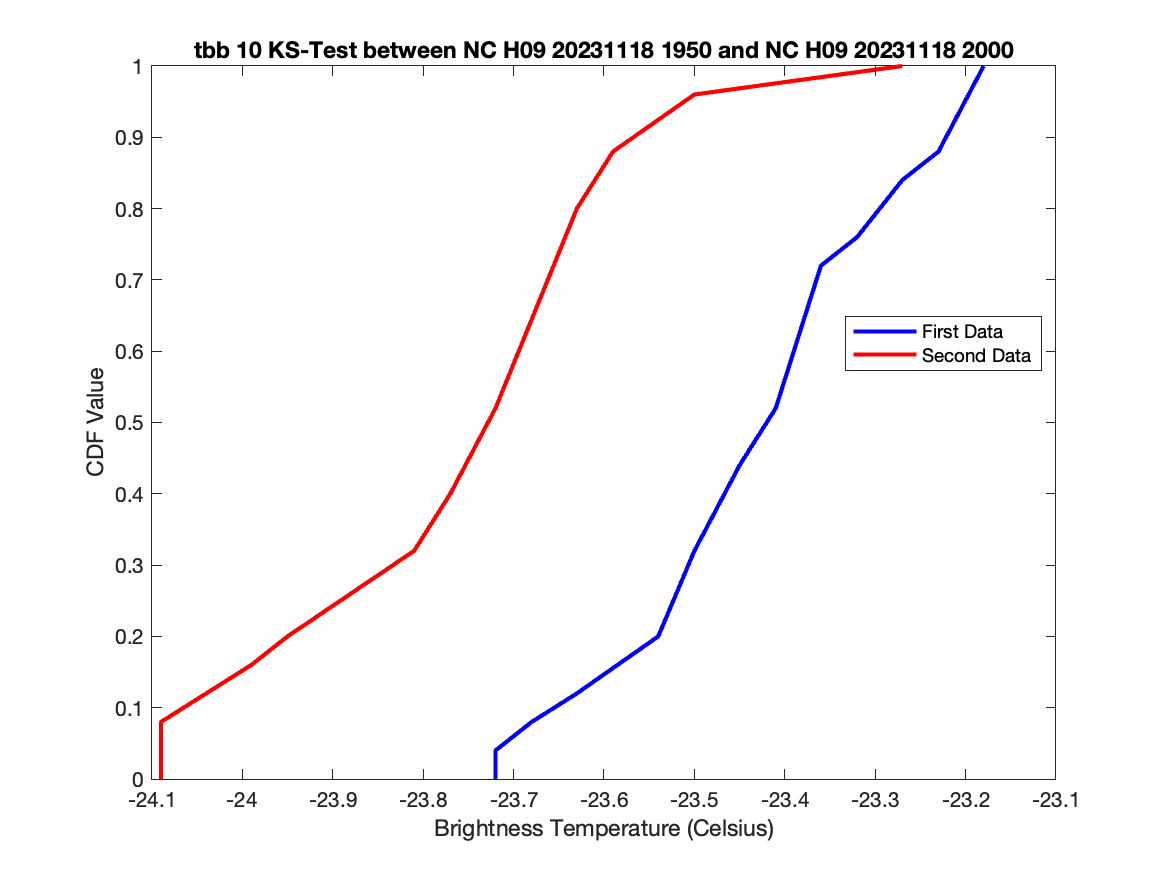 tbb 10 KS-Test between NC H09 20231118 1950 and NC H09 20231118 2000
1
0.9
0.8
0.7
0.6
0.5
0.4
0.3
0.2
0.1
0
CDF Value
First Data
Second Data
-24.1 -24 -23.9 -23.8 -23.7 -23.6 -23.5 -23.4 -23.3 -23.2 -23.1
Brightness Temperature (Celsius)